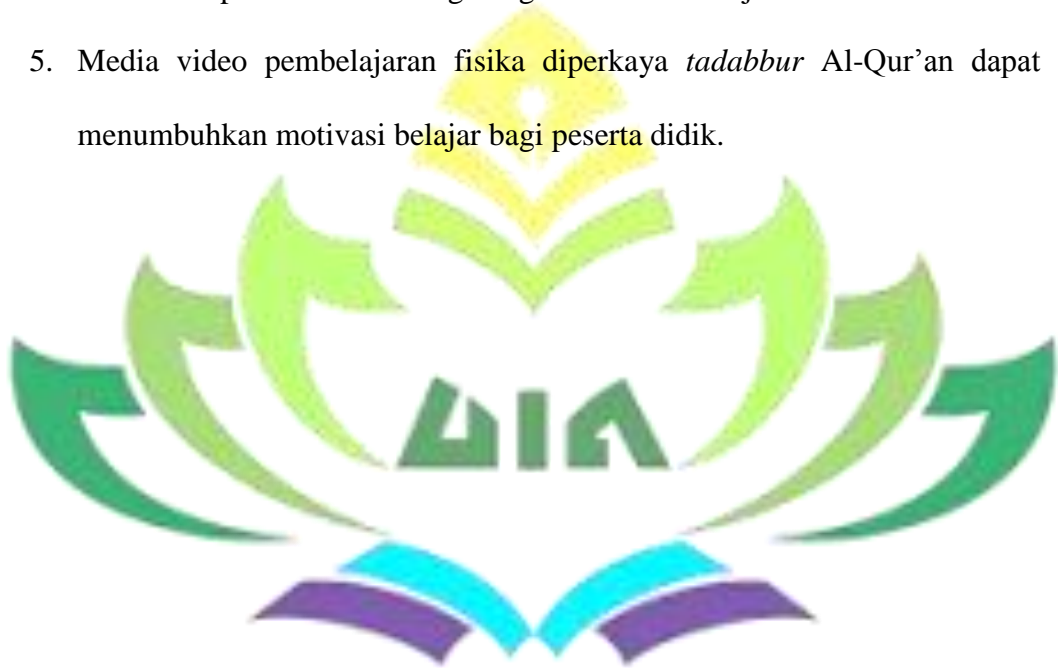 5. Media video pembelajaran fisika diperkaya tadabbur Al-Qur’an dapat
menumbuhkan motivasi belajar bagi peserta didik.
UIN